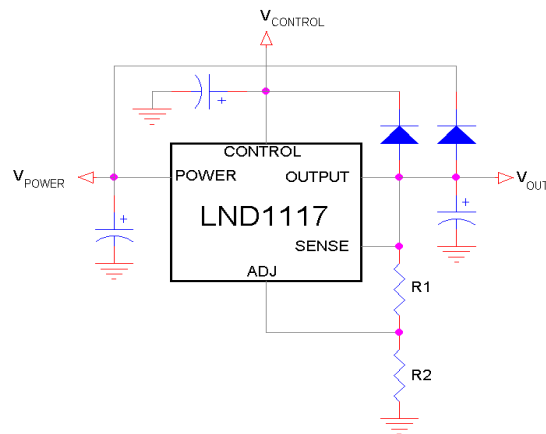 VCONTROL
+
CONTROL
VPOWER
POWER
OUTPUT
VOUT
LND1117
+
+
SENSE
ADJ
R1
R2